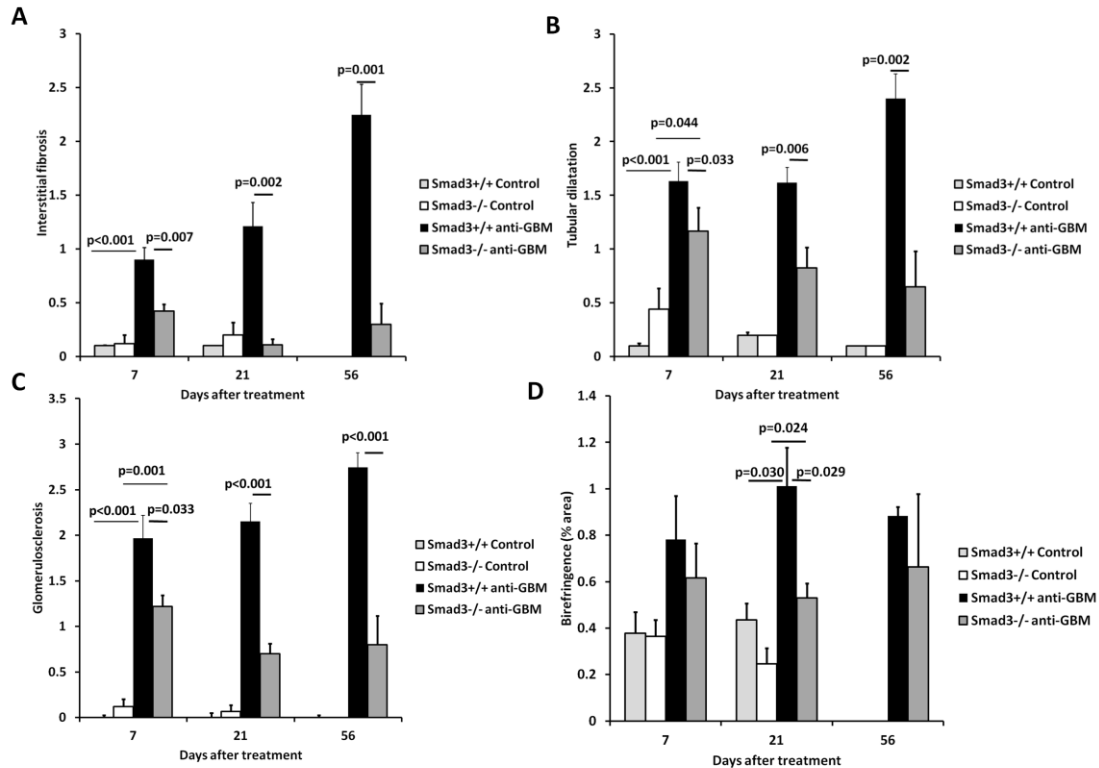 A
3
2.5
2
1.5
1
0.5
0
Interstitial fibrosis
p<0.001
p=0.007
p=0.002
p=0.001
7
21
56
Days after treatment
Smad3+/+ Control
Smad3-/- Control
Smad3+/+ anti-GBM
Smad3-/- anti-GBM
B
3
2.5
2
1.5
1
0.5
0
Tubular dilatation
p=0.044
p<0.001
p=0.033
p=0.006
p=0.002
7
21
56
Days after treatment
Smad3+/+ Control
Smad3-/- Control
Smad3+/+ anti-GBM
Smad3-/- anti-GBM
C
3.5
3
2.5
2
1.5
1
0.5
0
Glomerulosclerosis
p=0.001
p<0.001
p=0.033
p<0.001
p<0.001
7
21
56
Days after treatment
Smad3+/+ Control
Smad3-/- Control
Smad3+/+ anti-GBM
Smad3-/- anti-GBM
D
1.4
1.2
1
0.8
0.6
0.4
0.2
0
Birefringence (% area)
p=0.024
p=0.030
p=0.029
7
21
56
Days after treatment
Smad3+/+ Control
Smad3-/- Control
Smad3+/+ anti-GBM
Smad3-/- anti-GBM